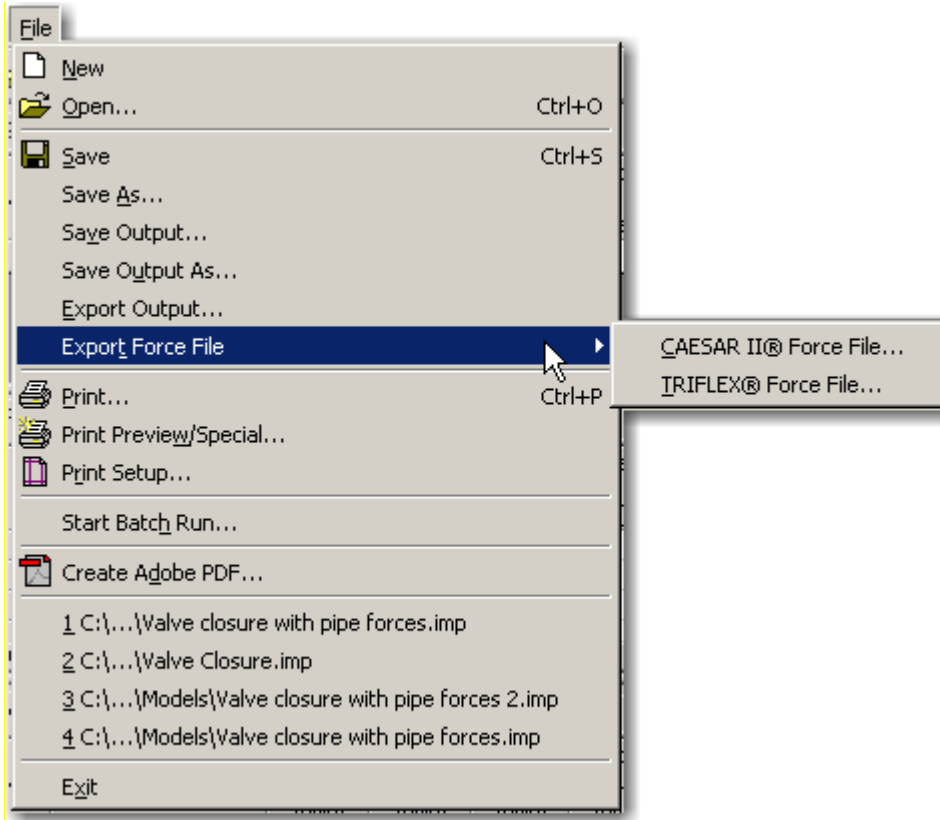 File
New
Open... Ctrl+O
Save Ctrl+S
Save As...
Save Output...
Save Output As...
Export Output...
Export Force File
CAESAR II® Force File...
TRIFLEX® Force File...
Print... Ctrl+P
Print Preview/Special...
Print Setup...
Start Batch Run...
Create Adobe PDF...
1 C:\...\Valve closure with pipe forces.imp
2 C:\...\Valve Closure.imp
3 C:\...\Models\Valve closure with pipe forces 2.imp
4 C:\...\Models\Valve closure with pipe forces.imp
Exit